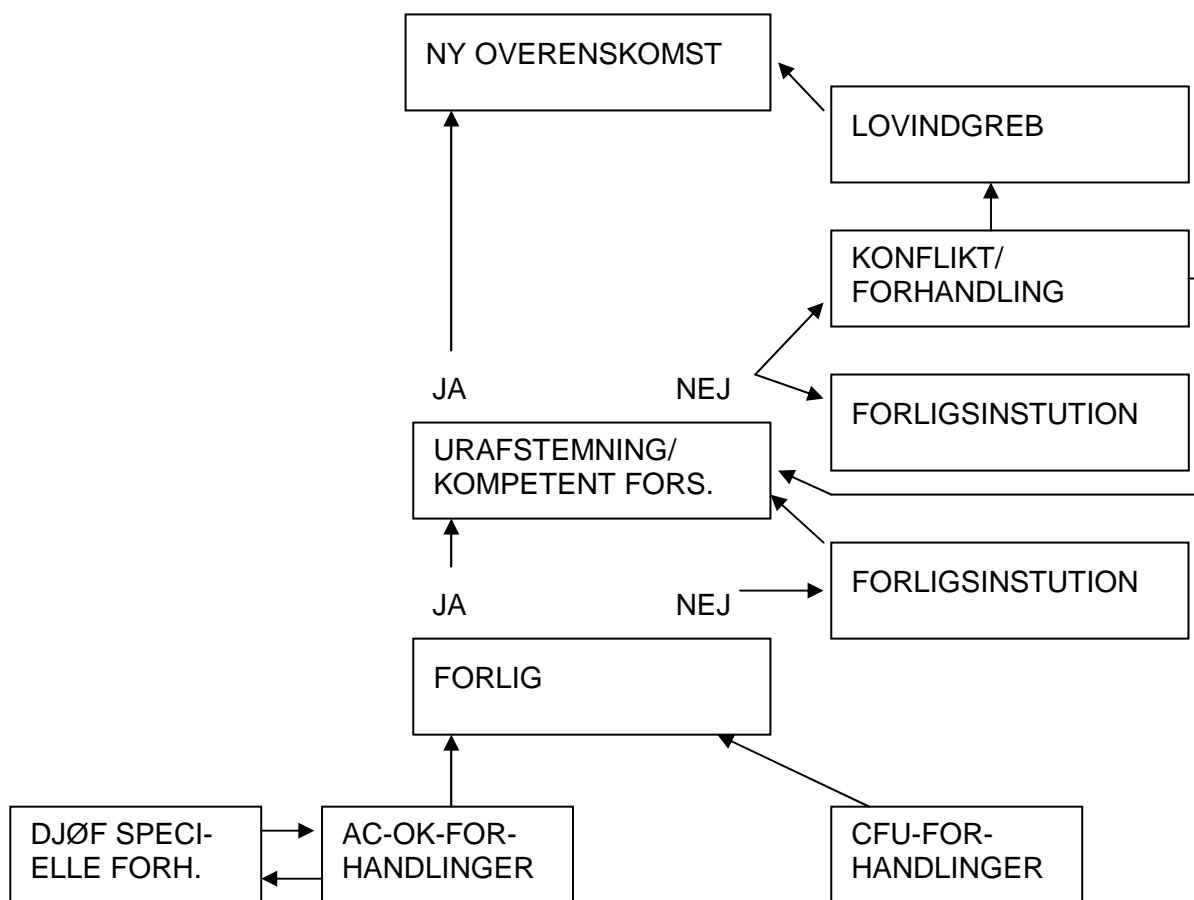 NY OVERENSKOMST
LOVINDGREB
KONFLIKT/
FORHANDLING
JA
NEJ
FORLIGSINSTUTION
URAFSTEMNING/
KOMPETENT FORS.
FORLIGSINSTUTION
JA
NEJ
FORLIG
DJØF SPECI-
ELLE FORH.
AC-OK-FOR-
HANDLINGER
CFU-FOR-
HANDLINGER